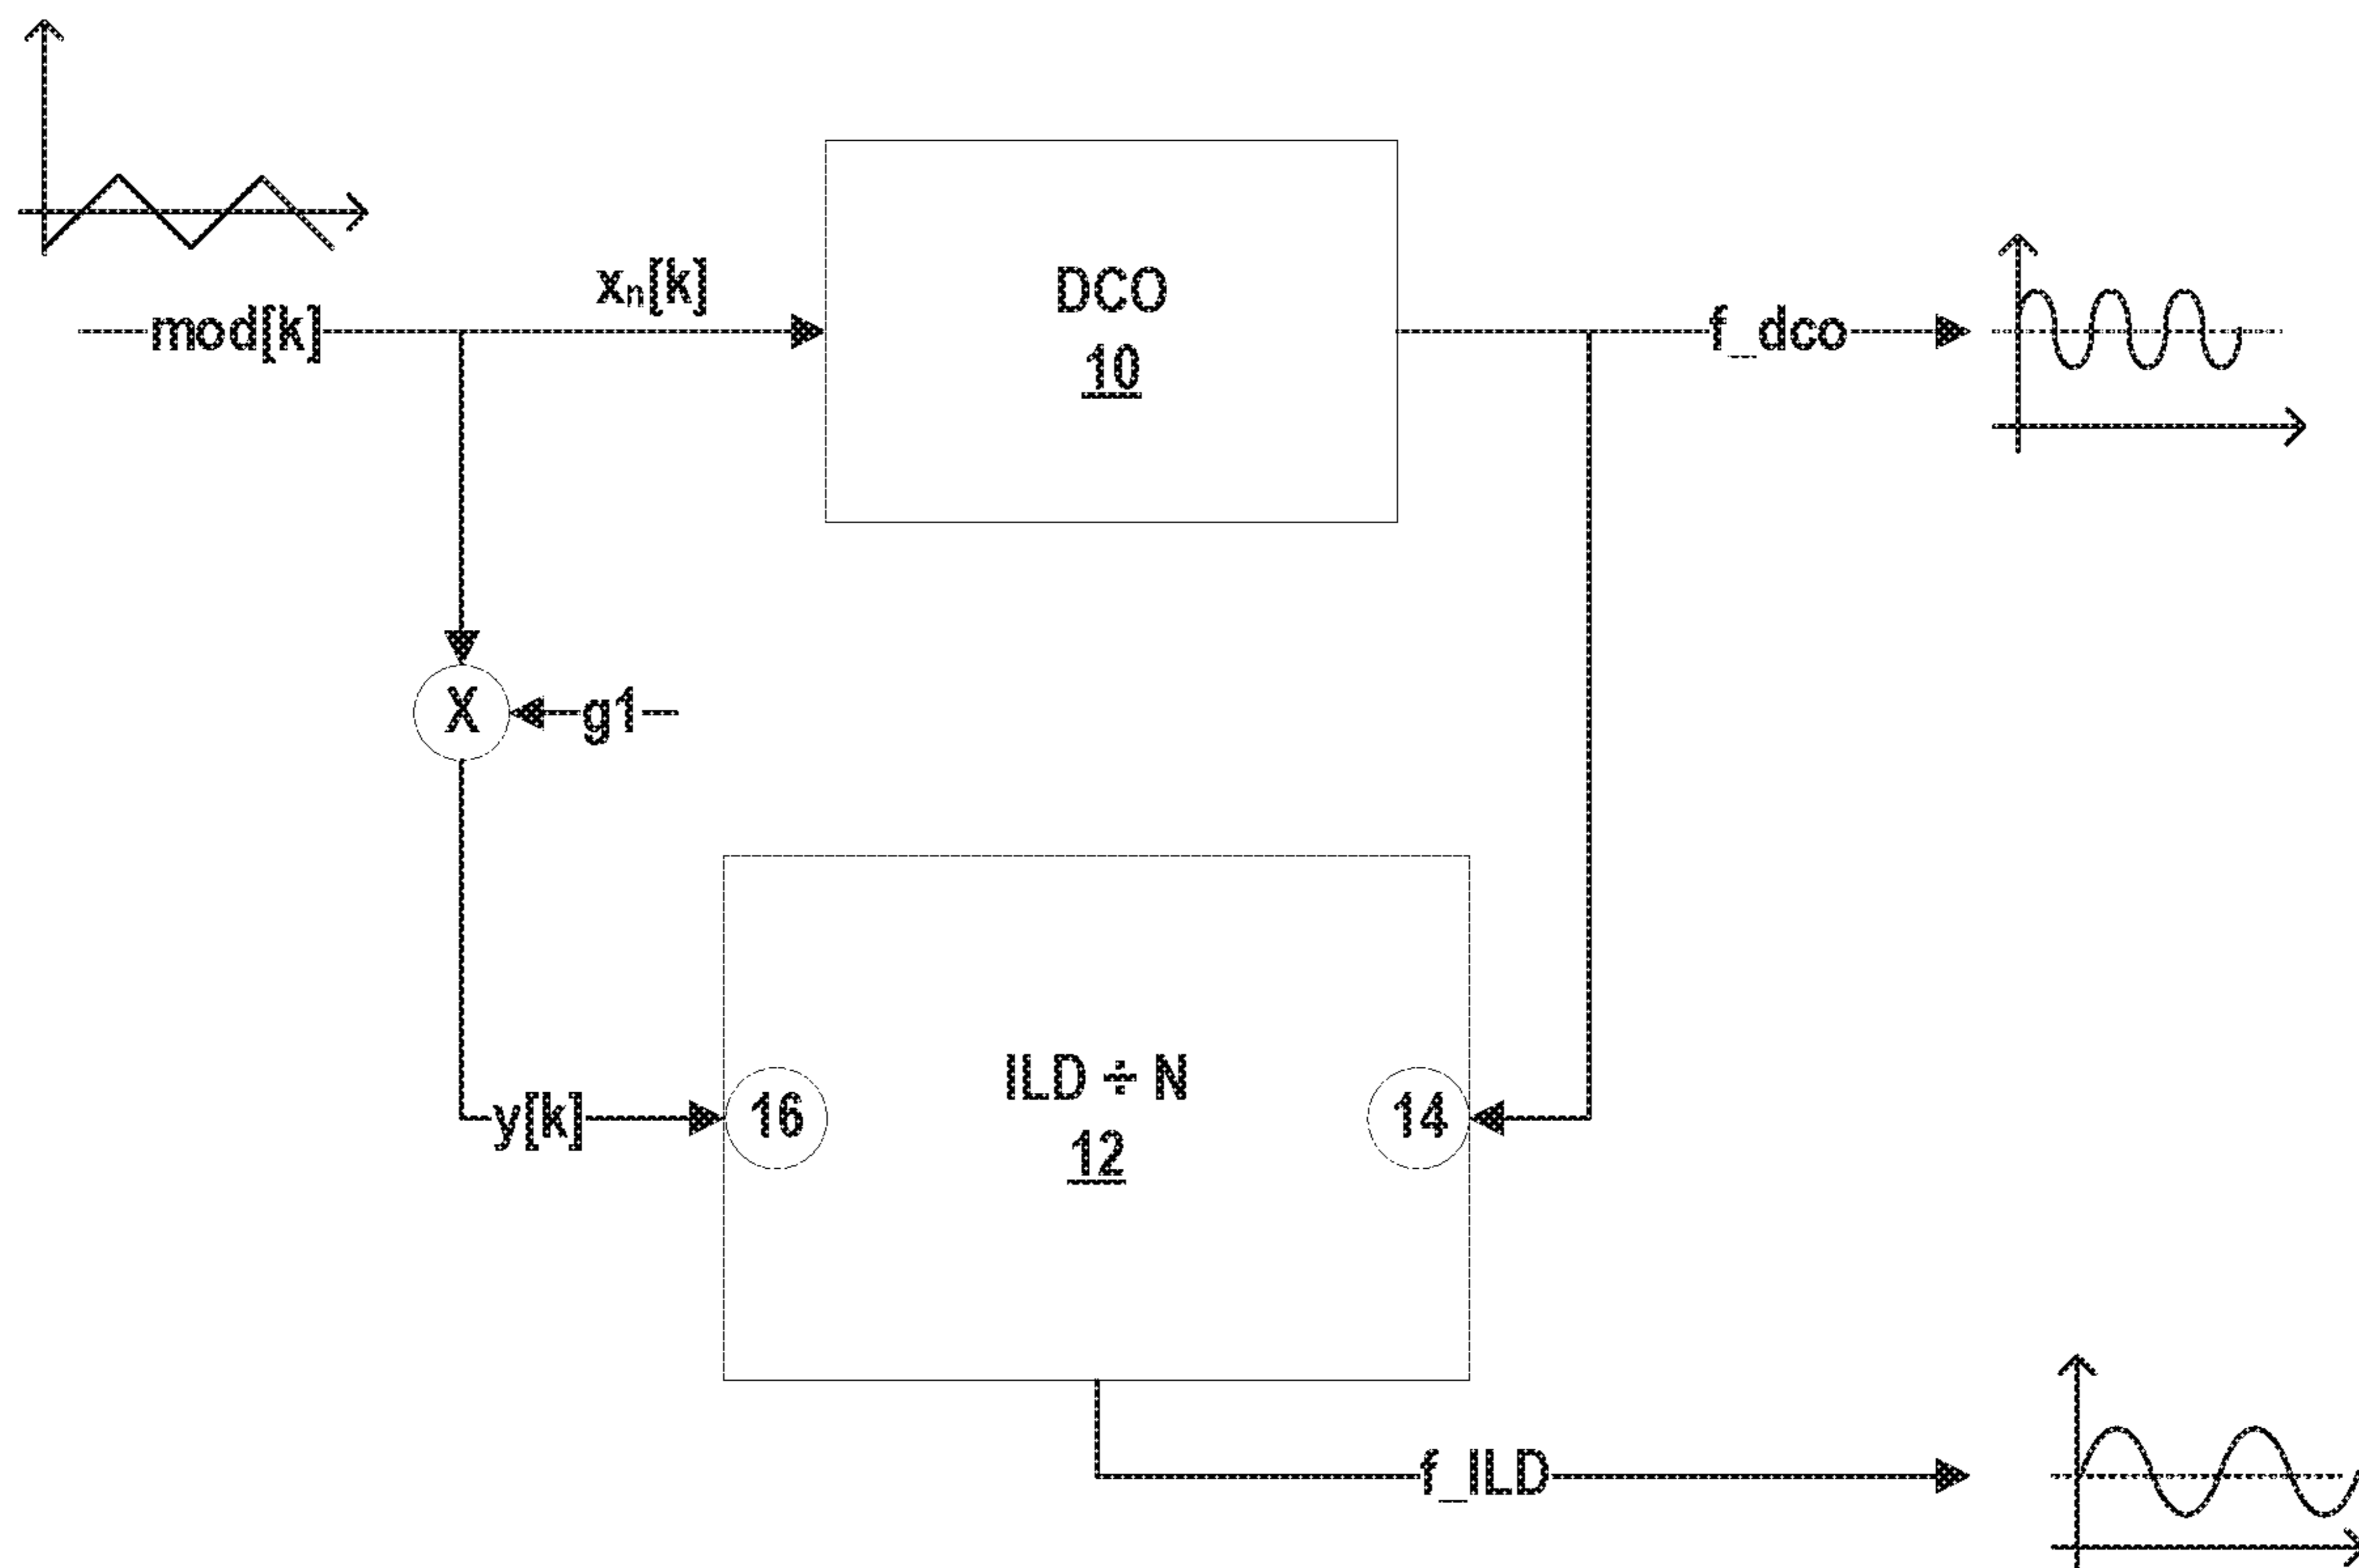 mod[k]
xₙ[k]
DCO
10
f_dco
X
g1
y[k]
16
ILD ÷ N
12
14
f_ILD